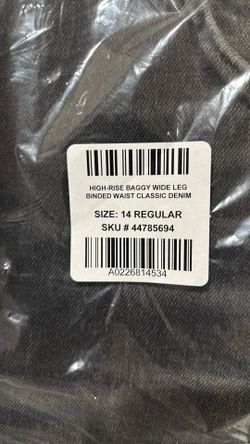 HIGH-RISE BAGGY WIDE LEG
BINDED WAIST CLASSIC DENIM
SIZE: 14 REGULAR
SKU # 44785694
A0226814534